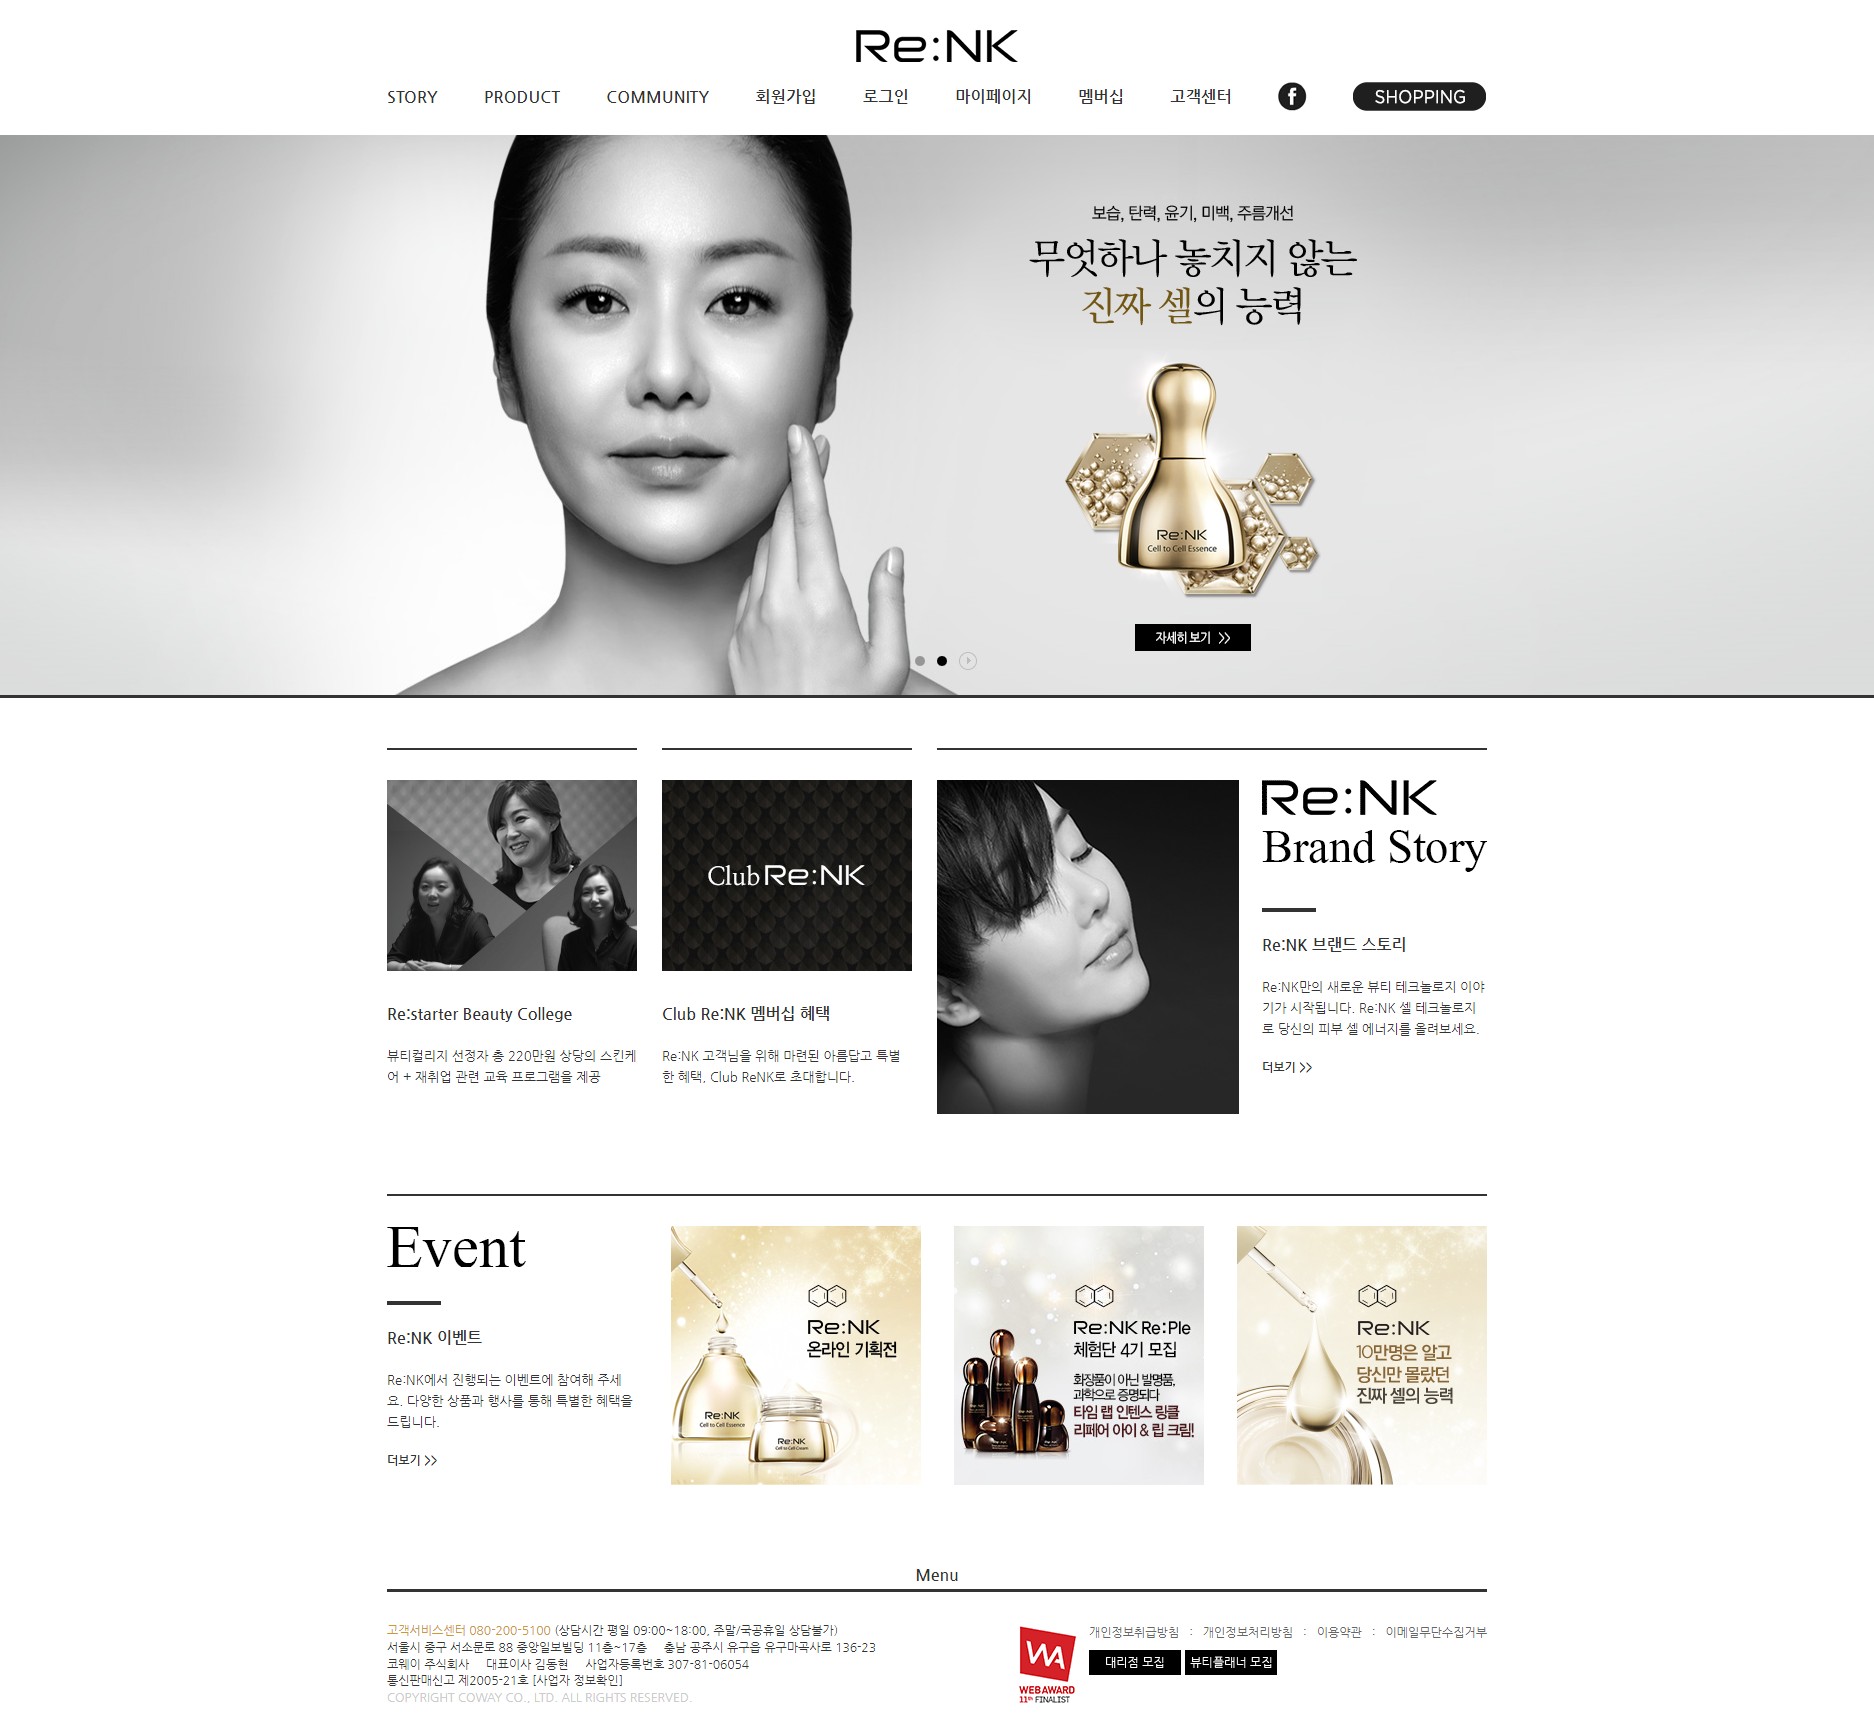 Re:NK
STORY
PRODUCT
COMMUNITY
회원가입
로그인
마이페이지
멤버십
고객센터
f
SHOPPING
보습, 탄력, 윤기, 미백, 주름개선
무엇하나 놓치지 않는
진짜 셀의 능력
Re:NK
Cell to Cell Essence
자세히 보기 >>
Club Re:NK
Re:NK
Brand Story
Re:NK 브랜드 스토리
Re:NK만의 새로운 뷰티 테크놀로지 이야
기가 시작됩니다. Re:NK 셀 테크놀로지
로 당신의 피부 셀 에너지를 올려보세요.
더보기 >>
Re:starter Beauty College
뷰티컬리지 선정자 총 220만원 상당의 스킨케
어 + 재취업 관련 교육 프로그램을 제공
Club Re:NK 멤버십 혜택
Re:NK 고객님을 위해 마련된 아름답고 특별
한 혜택, Club ReNK로 초대합니다.
Event
Re:NK 이벤트
Re:NK에서 진행되는 이벤트에 참여해 주세
요. 다양한 상품과 행사를 통해 특별한 혜택을
드립니다.
더보기 >>
Re:NK
온라인 기획전
Re:NK
Cell to Cell Essence
Re:NK
Cell to Cell Cream
Re:NK Re:Ple
체험단 4기 모집
화장품이 아닌 발명품,
과학으로 증명되다
타임 랩 인텐스 링클
리페어 아이 & 립 크림!
Re:NK
10만명은 알고
당신만 몰랐던
진짜 셀의 능력
Menu
고객서비스센터 080-200-5100 (상담시간 평일 09:00~18:00, 주말/국공휴일 상담불가)
서울시 중구 서소문로 88 중앙일보빌딩 11층~17층 충남 공주시 유구읍 유구마곡사로 136-23
코웨이 주식회사 대표이사 김동현 사업자등록번호 307-81-06054
통신판매신고 제2005-21호 [사업자 정보확인]
COPYRIGHT COWAY CO., LTD. ALL RIGHTS RESERVED.
WA
WEB AWARD
11th FINALIST
개인정보취급방침 : 개인정보처리방침 : 이용약관 : 이메일무단수집거부
대리점 모집
뷰티플래너 모집